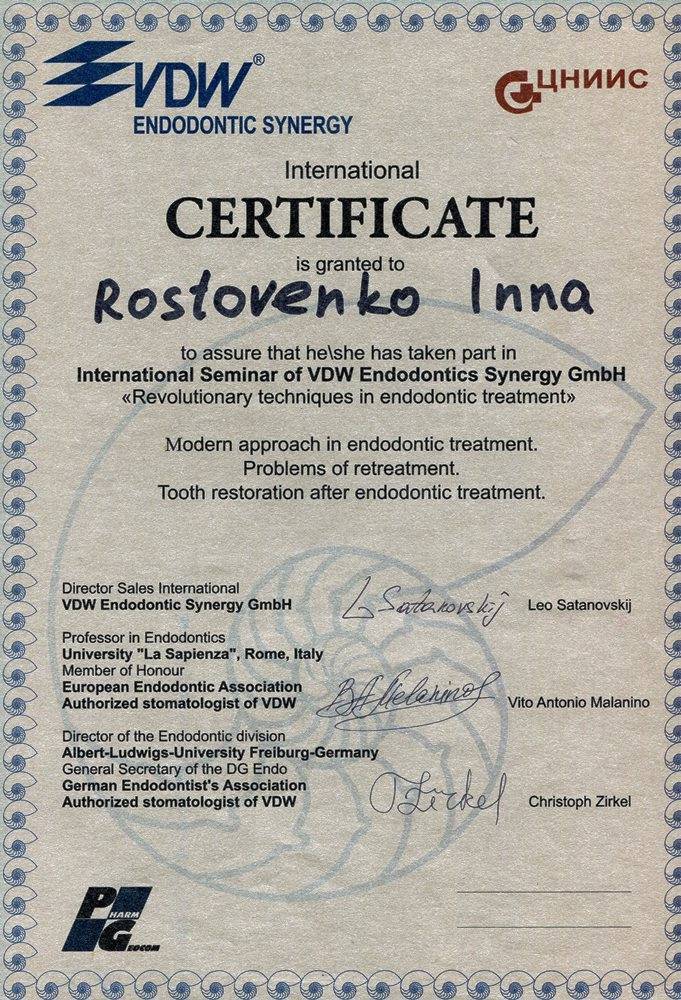 VDW®
ENDODONTIC SYNERGY
ЦНИИС
International
CERTIFICATE
is granted to
Rostovenko Inna
to assure that he\she has taken part in
International Seminar of VDW Endodontics Synergy GmbH
«Revolutionary techniques in endodontic treatment»
Modern approach in endodontic treatment.
Problems of retreatment.
Tooth restoration after endodontic treatment.
Director Sales International
VDW Endodontic Synergy GmbH
L Satanovskij Leo Satanovskij
Professor in Endodontics
University "La Sapienza", Rome, Italy
Member of Honour
European Endodontic Association
Authorized stomatologist of VDW
Vito Antonio Malanino
Director of the Endodontic division
Albert-Ludwigs-University Freiburg-Germany
General Secretary of the DG Endo
German Endodontist's Association
Authorized stomatologist of VDW
Zirkel Christoph Zirkel
PHARM
GEOCOM